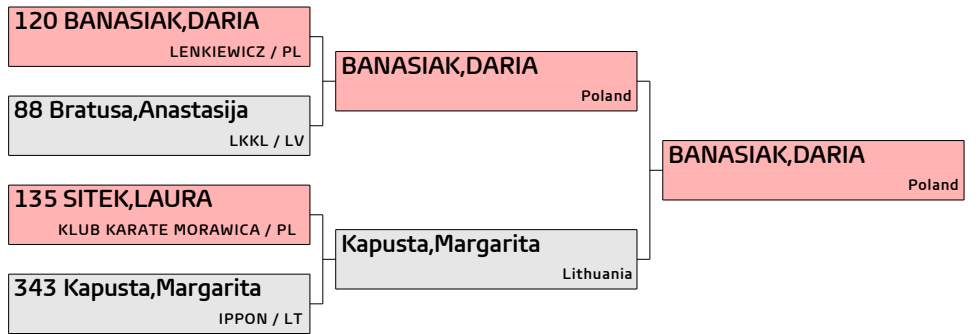 120 BANASIAK,DARIA
LENKIEWICZ / PL
88 Bratusa,Anastasija
LKKL / LV
135 SITEK,LAURA
KLUB KARATE MORAWICA / PL
343 Kapusta,Margarita
IPPON / LT
BANASIAK,DARIA
Poland
Kapusta,Margarita
Lithuania
BANASIAK,DARIA
Poland